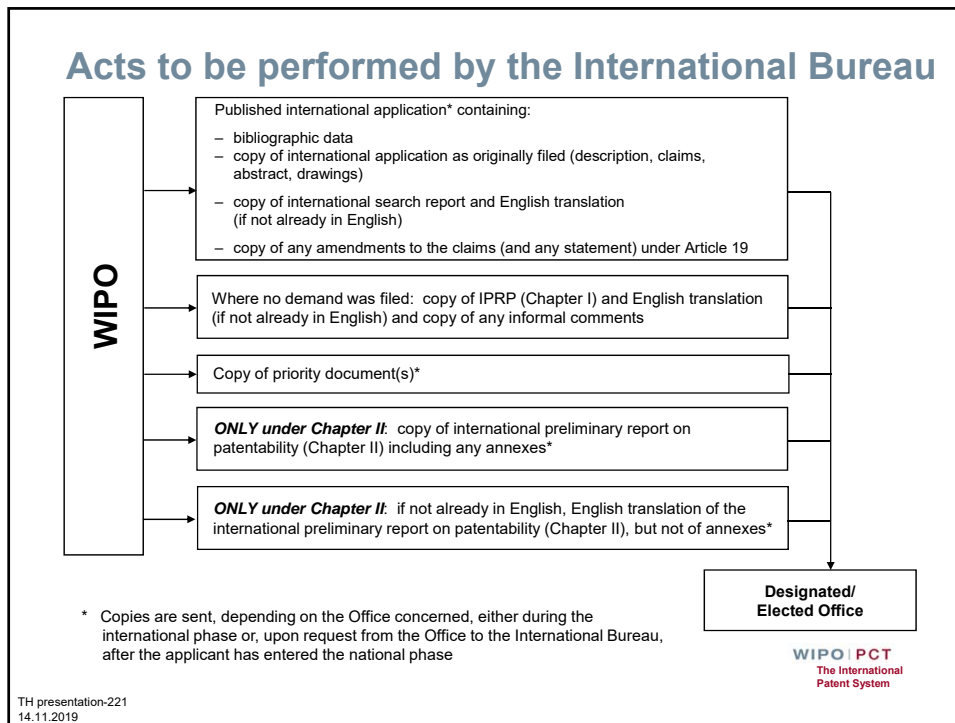 Acts to be performed by the International Bureau
WIPO
Published international application* containing:
– bibliographic data
– copy of international application as originally filed (description, claims,
abstract, drawings)
– copy of international search report and English translation
(if not already in English)
– copy of any amendments to the claims (and any statement) under Article 19
Where no demand was filed: copy of IPRP (Chapter I) and English translation
(if not already in English) and copy of any informal comments
Copy of priority document(s)*
ONLY under Chapter II: copy of international preliminary report on
patentability (Chapter II) including any annexes*
ONLY under Chapter II: if not already in English, English translation of the
international preliminary report on patentability (Chapter II), but not of annexes*
Designated/
Elected Office
* Copies are sent, depending on the Office concerned, either during the
international phase or, upon request from the Office to the International Bureau,
after the applicant has entered the national phase
WIPO | PCT
The International
Patent System
TH presentation-221
14.11.2019